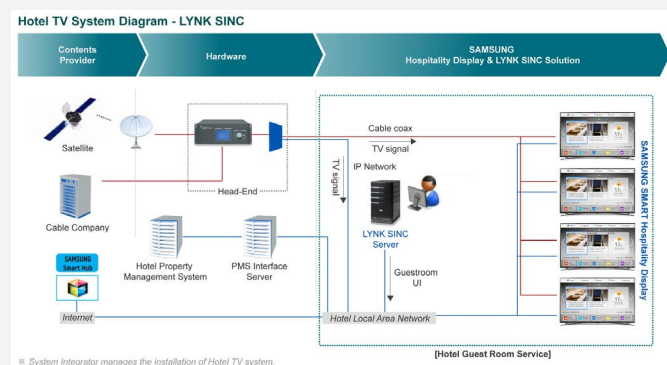 Hotel TV System Diagram - LYNK SINC
Contents
Provider
Hardware
SAMSUNG
Hospitality Display & LYNK SINC Solution
Satellite
Head-End
Cable coax
TV signal
TV signal
IP Network
Cable Company
LYNK SINC
Server
SAMSUNG SMART Hospitality Display
SAMSUNG
Smart Hub
Hotel Property
Management System
PMS Interface
Server
Guestroom
UI
Internet
Hotel Local Area Network
[Hotel Guest Room Service]
※ System Integrator manages the installation of Hotel TV system.